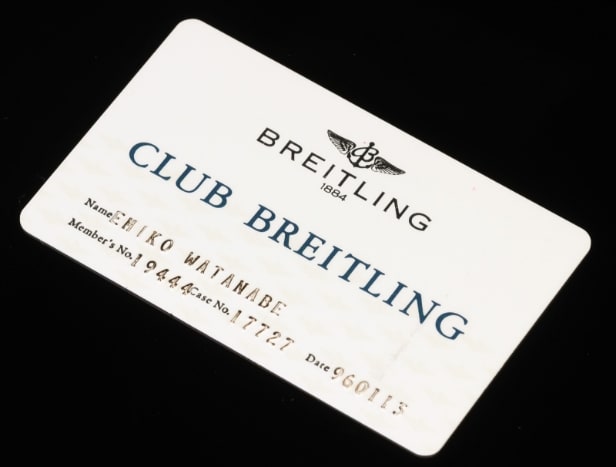 BREITLING
1884
CLUB BREITLING
Name EMIKO WATANABE
Member's No. 19444 Case No. 17727 Date 960115